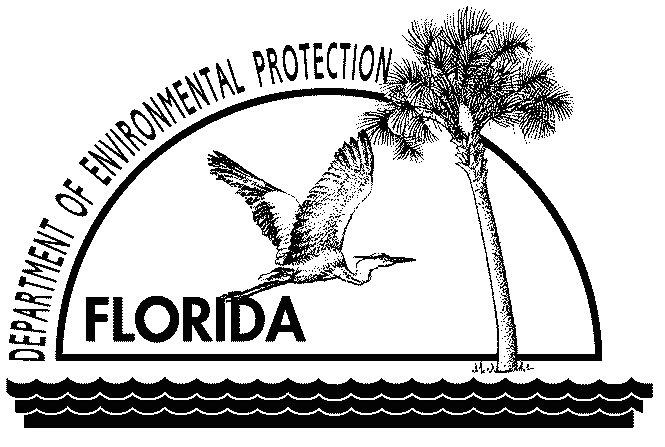 DEPARTMENT OF ENVIRONMENTAL PROTECTION
FLORIDA